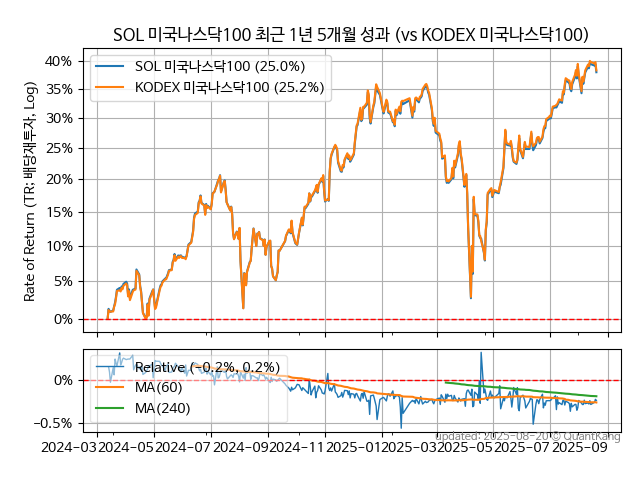 SOL 미국나스닥100 최근 1년 5개월 성과 (vs KODEX 미국나스닥100)
Rate of Return (TR: 배당재투자, Log)
40%
35%
30%
25%
20%
15%
10%
5%
0%
SOL 미국나스닥100 (25.0%)
KODEX 미국나스닥100 (25.2%)
0%
−0.5%
Relative (−0.2%, 0.2%)
MA(60)
MA(240)
updated: 2025-08-20 © QuantKang
2024-03 2024-05 2024-07 2024-09 2024-11 2025-01 2025-03 2025-05 2025-07 2025-09